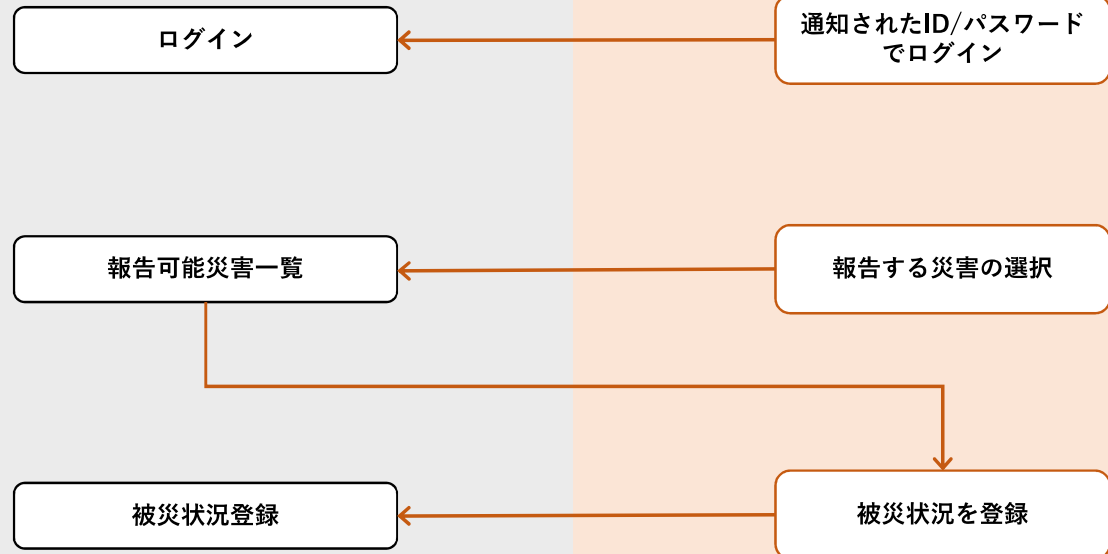 ログイン
通知されたID/パスワード
でログイン
報告可能災害一覧
報告する災害の選択
被災状況登録
被災状況を登録